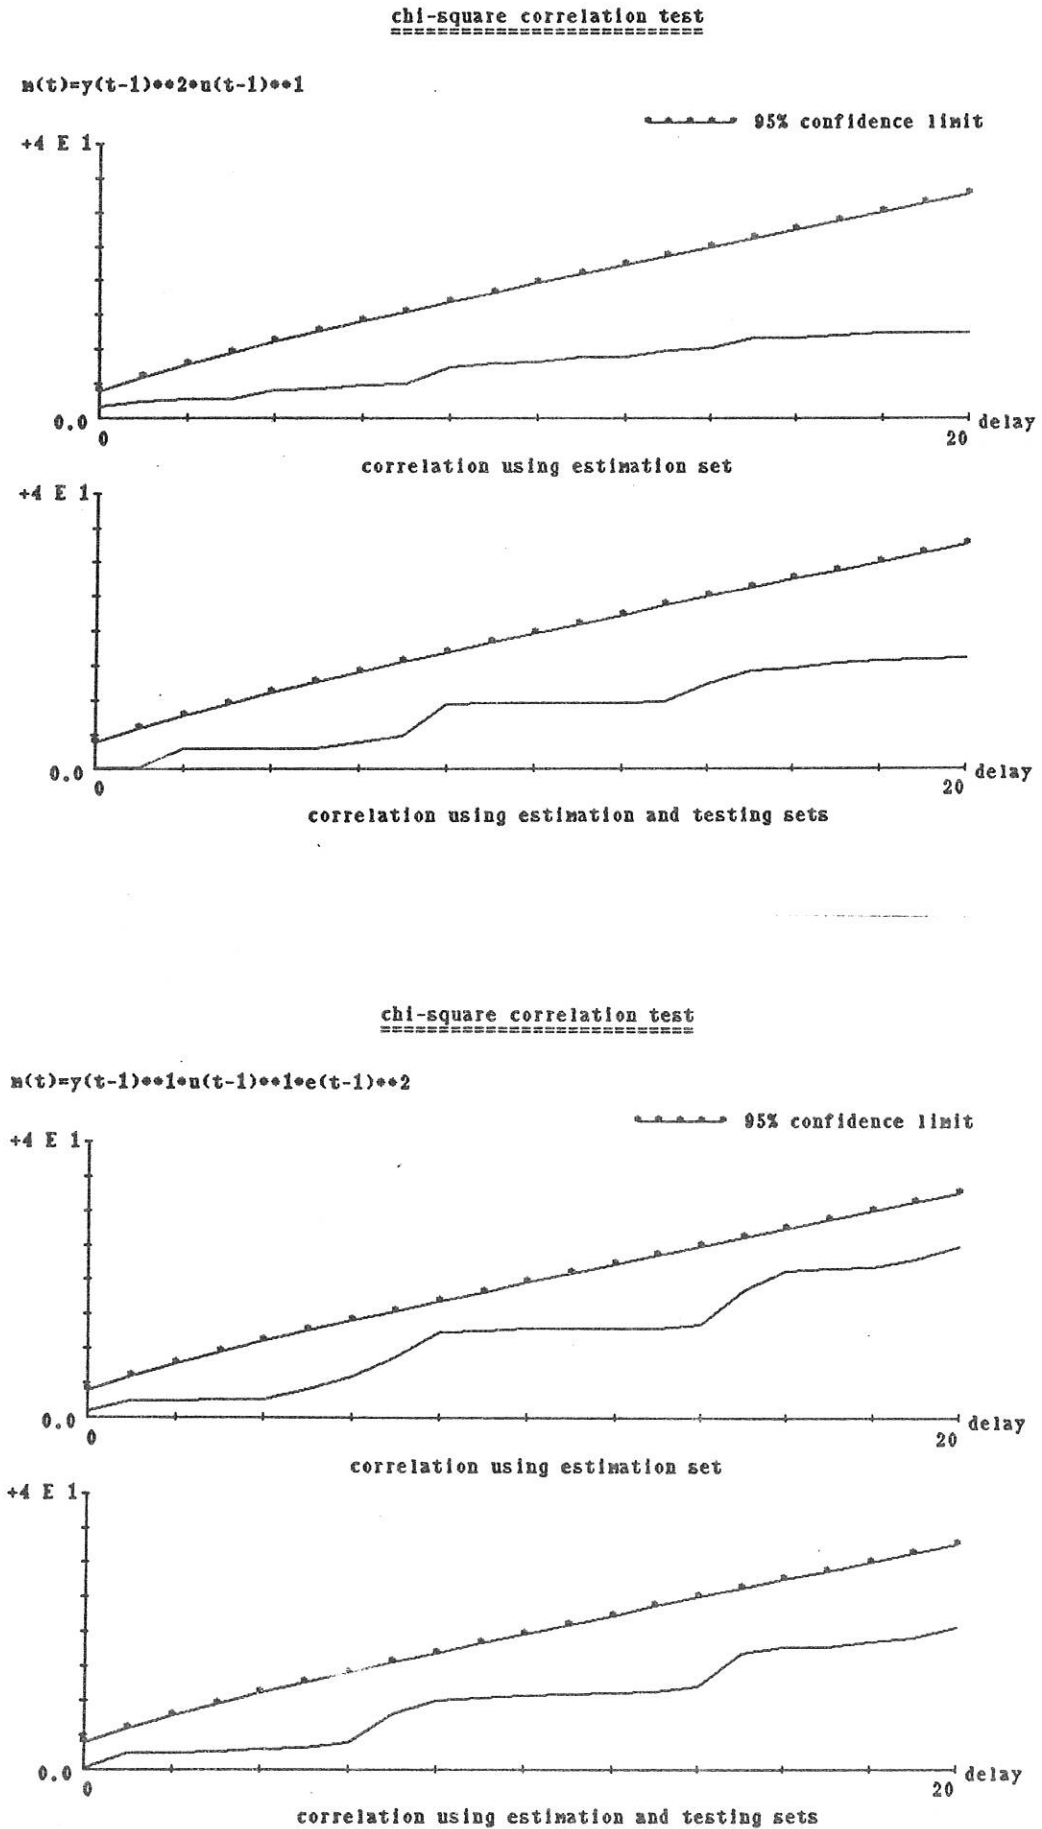 chi-square correlation test
m(t)=y(t-1)**2*u(t-1)**1
95% confidence limit
+4 E 1
0.0
0
20
delay
correlation using estimation set
+4 E 1
0.0
0
20
delay
correlation using estimation and testing sets
chi-square correlation test
m(t)=y(t-1)**1*u(t-1)**1*e(t-1)**2
95% confidence limit
+4 E 1
0.0
0
20
delay
correlation using estimation set
+4 E 1
0.0
0
20
delay
correlation using estimation and testing sets